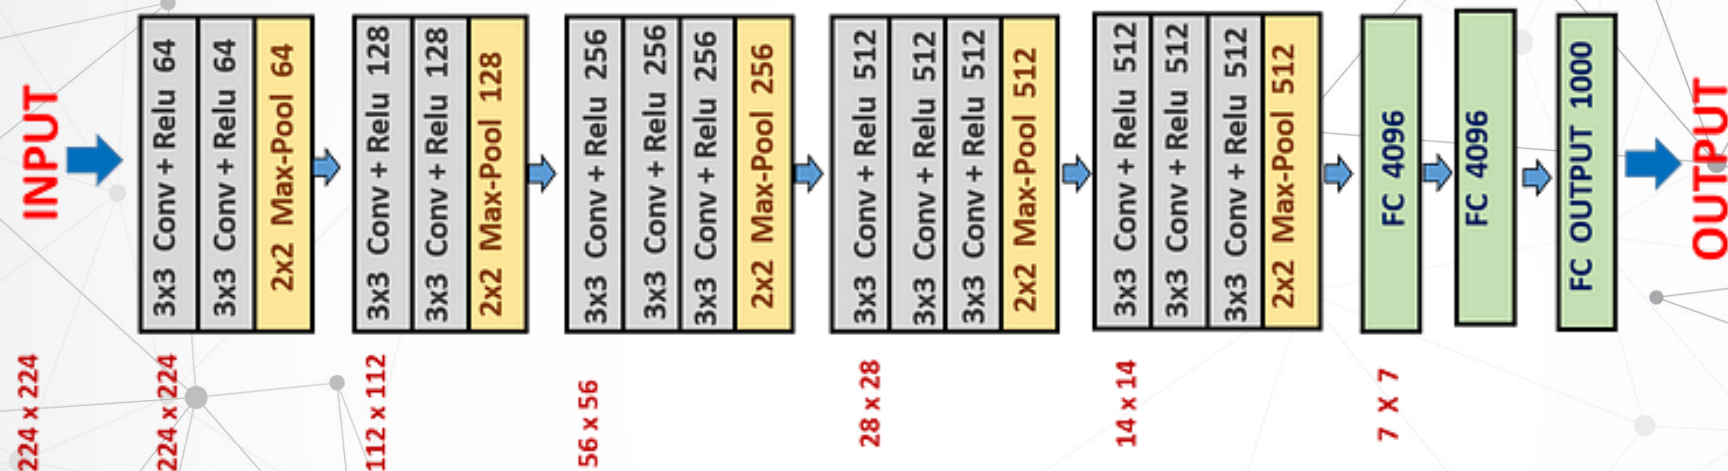 INPUT
3x3 Conv + Relu 64
3x3 Conv + Relu 64
2x2 Max-Pool 64
3x3 Conv + Relu 128
3x3 Conv + Relu 128
2x2 Max-Pool 128
3x3 Conv + Relu 256
3x3 Conv + Relu 256
3x3 Conv + Relu 256
2x2 Max-Pool 256
3x3 Conv + Relu 512
3x3 Conv + Relu 512
3x3 Conv + Relu 512
2x2 Max-Pool 512
3x3 Conv + Relu 512
3x3 Conv + Relu 512
3x3 Conv + Relu 512
2x2 Max-Pool 512
FC 4096
FC 4096
FC OUTPUT 1000
OUTPUT
224 x 224
224 x 224
112 x 112
56 x 56
28 x 28
14 x 14
7 X 7